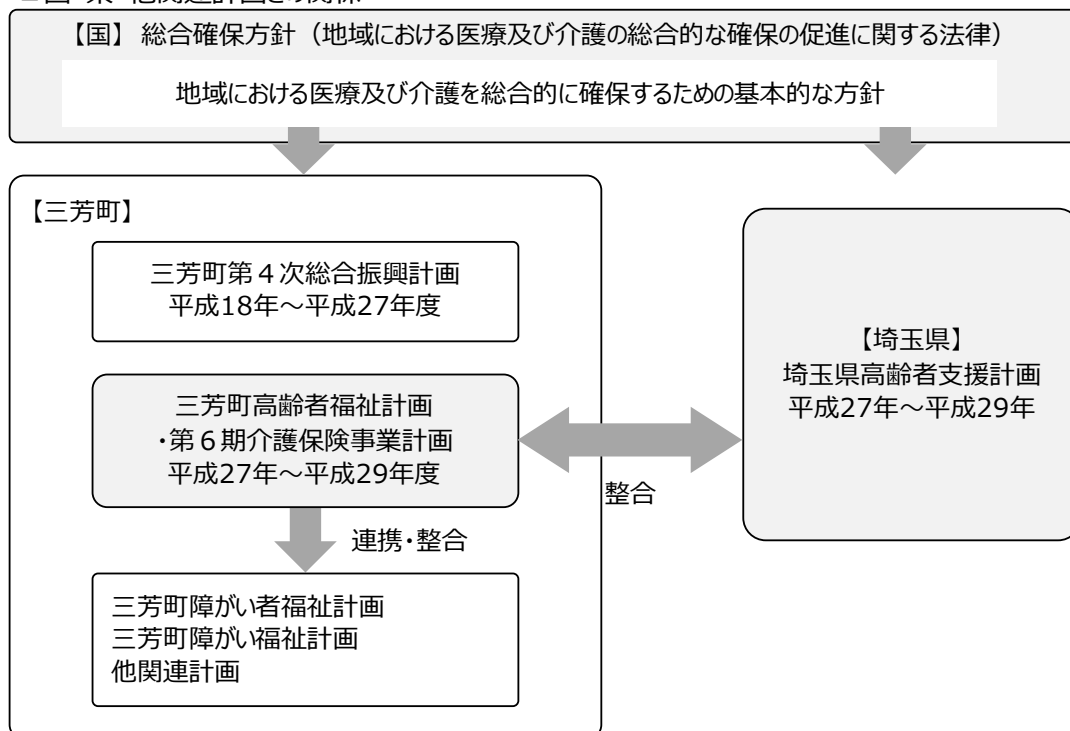 【国】 総合確保方針（地域における医療及び介護の総合的な確保の促進に関する法律）
地域における医療及び介護を総合的に確保するための基本的な方針
【三芳町】
三芳町第４次総合振興計画
平成18年～平成27年度
三芳町高齢者福祉計画
・第６期介護保険事業計画
平成27年～平成29年度
連携・整合
三芳町障がい者福祉計画
三芳町障がい福祉計画
他関連計画
整合
【埼玉県】
埼玉県高齢者支援計画
平成27年～平成29年